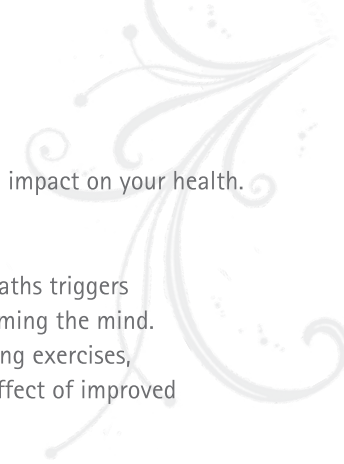 impact on your health.
aths triggers
ming the mind.
ng exercises,
ffect of improved